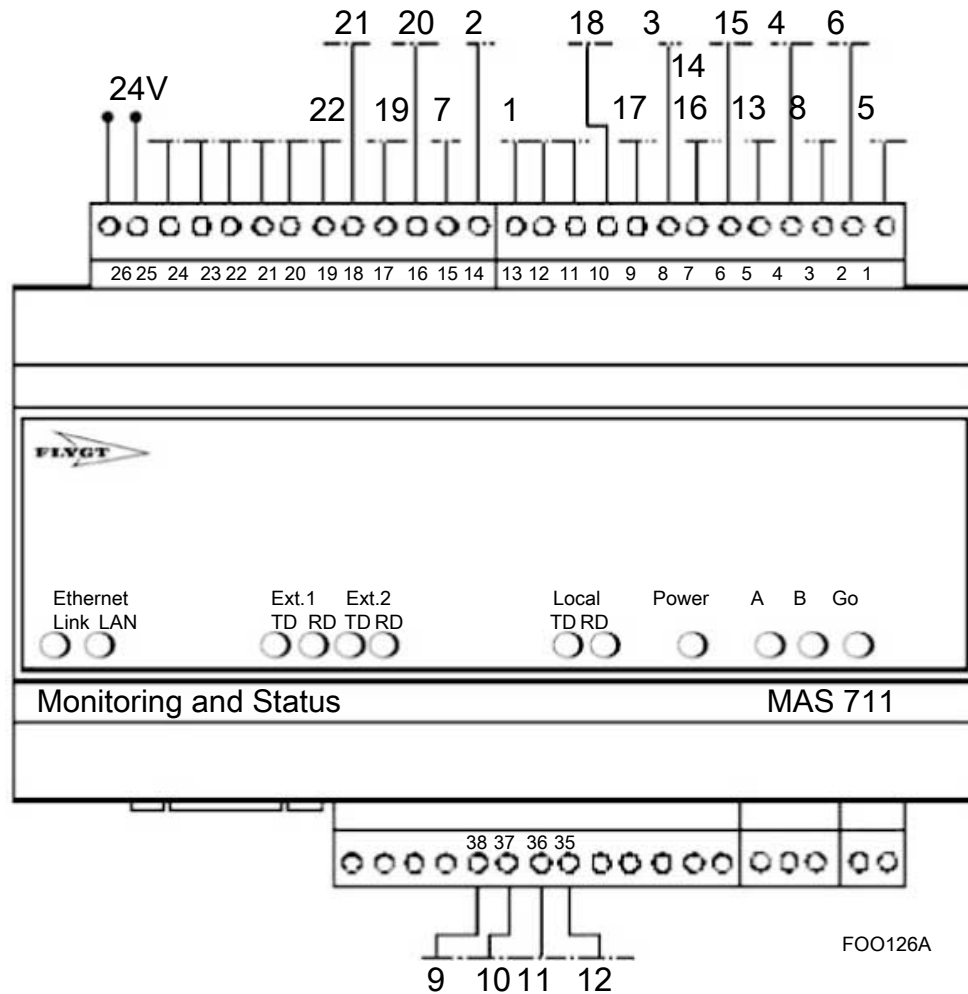 21 20 2 18 3 15 4 6
14
24V
22 19 7 1 17 16 13 8 5
26 25 24 23 22 21 20 19 18 17 16 15 14 13 12 11 10 9 8 7 6 5 4 3 2 1
FLYGT
Ethernet Ext.1 Ext.2 Local Power A B Go
Link LAN TD RD TD RD TD RD
Monitoring and Status MAS 711
38 37 36 35
FOO126A
9 10 11 12